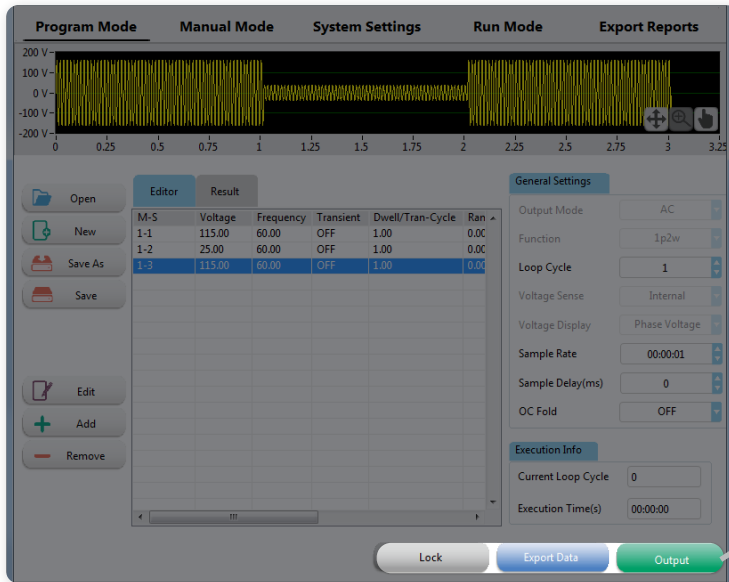 Program Mode Manual Mode System Settings Run Mode Export Reports
200 V
100 V
0 V
-100 V
-200 V
0 0.25 0.5 0.75 1 1.25 1.5 1.75 2 2.25 2.5 2.75 3 3.25
Open
New
Save As
Save
Edit
Add
Remove
Editor Result
M-S Voltage Frequency Transient Dwell/Tran-Cycle Ran
1-1 115.00 60.00 OFF 1.00 0.00
1-2 25.00 60.00 OFF 1.00 0.00
1-3 115.00 60.00 OFF 1.00 0.00
General Settings
Output Mode AC
Function 1p2w
Loop Cycle 1
Voltage Sense Internal
Voltage Display Phase Voltage
Sample Rate 00:00:01
Sample Delay(ms) 0
OC Fold OFF
Execution Info
Current Loop Cycle 0
Execution Time(s) 00:00:00
Lock Export Data Output